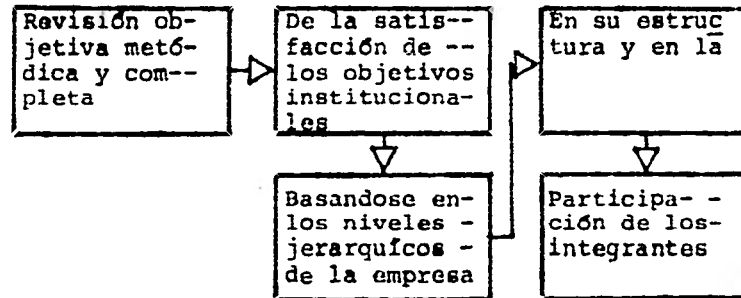 Revisión ob-
jetiva metó-
dica y com--
pleta
De la satis--
facción de --
los objetivos
instituciona-
les
Basandose en-
los niveles -
jerarquícos -
de la empresa
En su estruc
tura y en la
Participa- -
ción de los-
integrantes